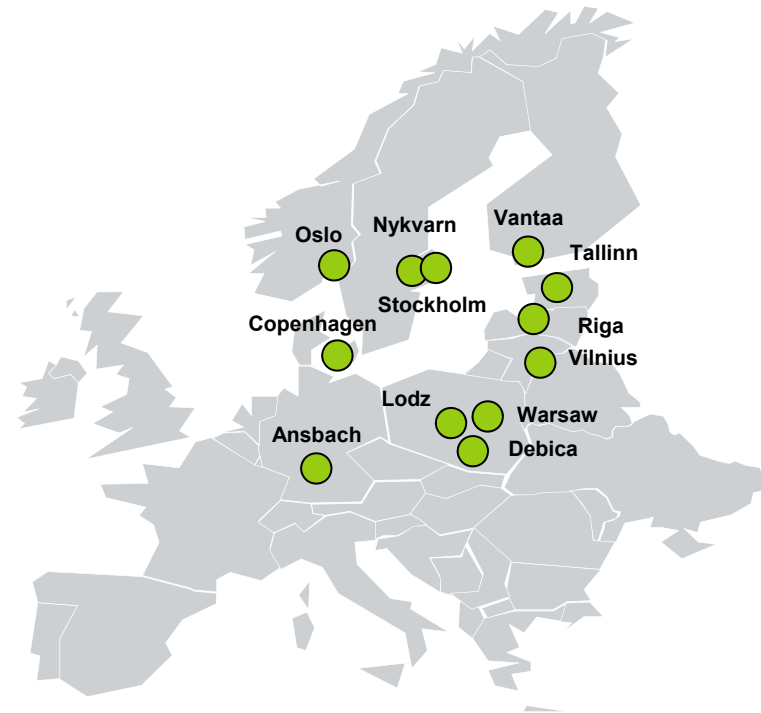 Vantaa
Nykvarn
Oslo
Tallinn
Stockholm
Copenhagen
Riga
Vilnius
Lodz
Warsaw
Ansbach
Debica